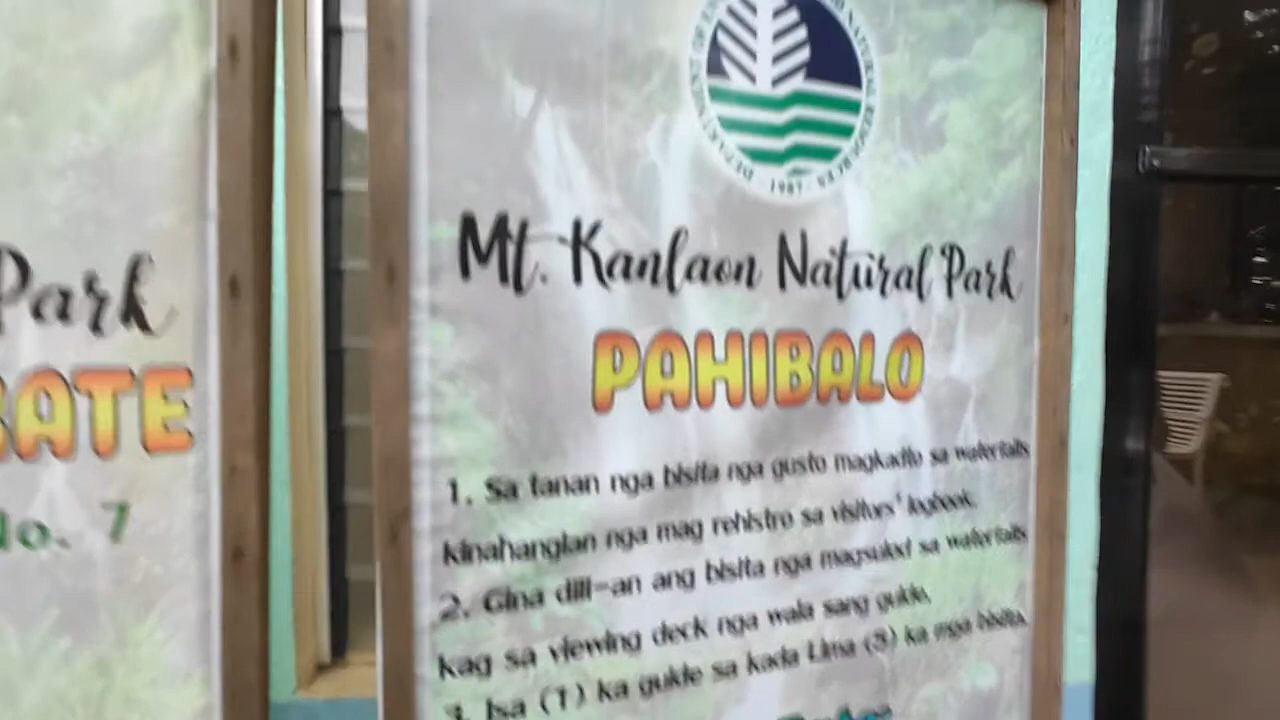 Park
ATE
No. 7
1987
Mt. Kanlaon Natural Park
PAHIBALO
1. Sa tanan nga bisita nga gusto magkadto sa waterfalls
kinahanglan nga mag rehistro sa visitors' logbook.
2. Gina dili-an ang bisita nga magsulod sa waterfalls
kag sa viewing deck nga wala sang guide.
3. Isa (1) ka guide sa kada Lima (5) ka mga bisita.